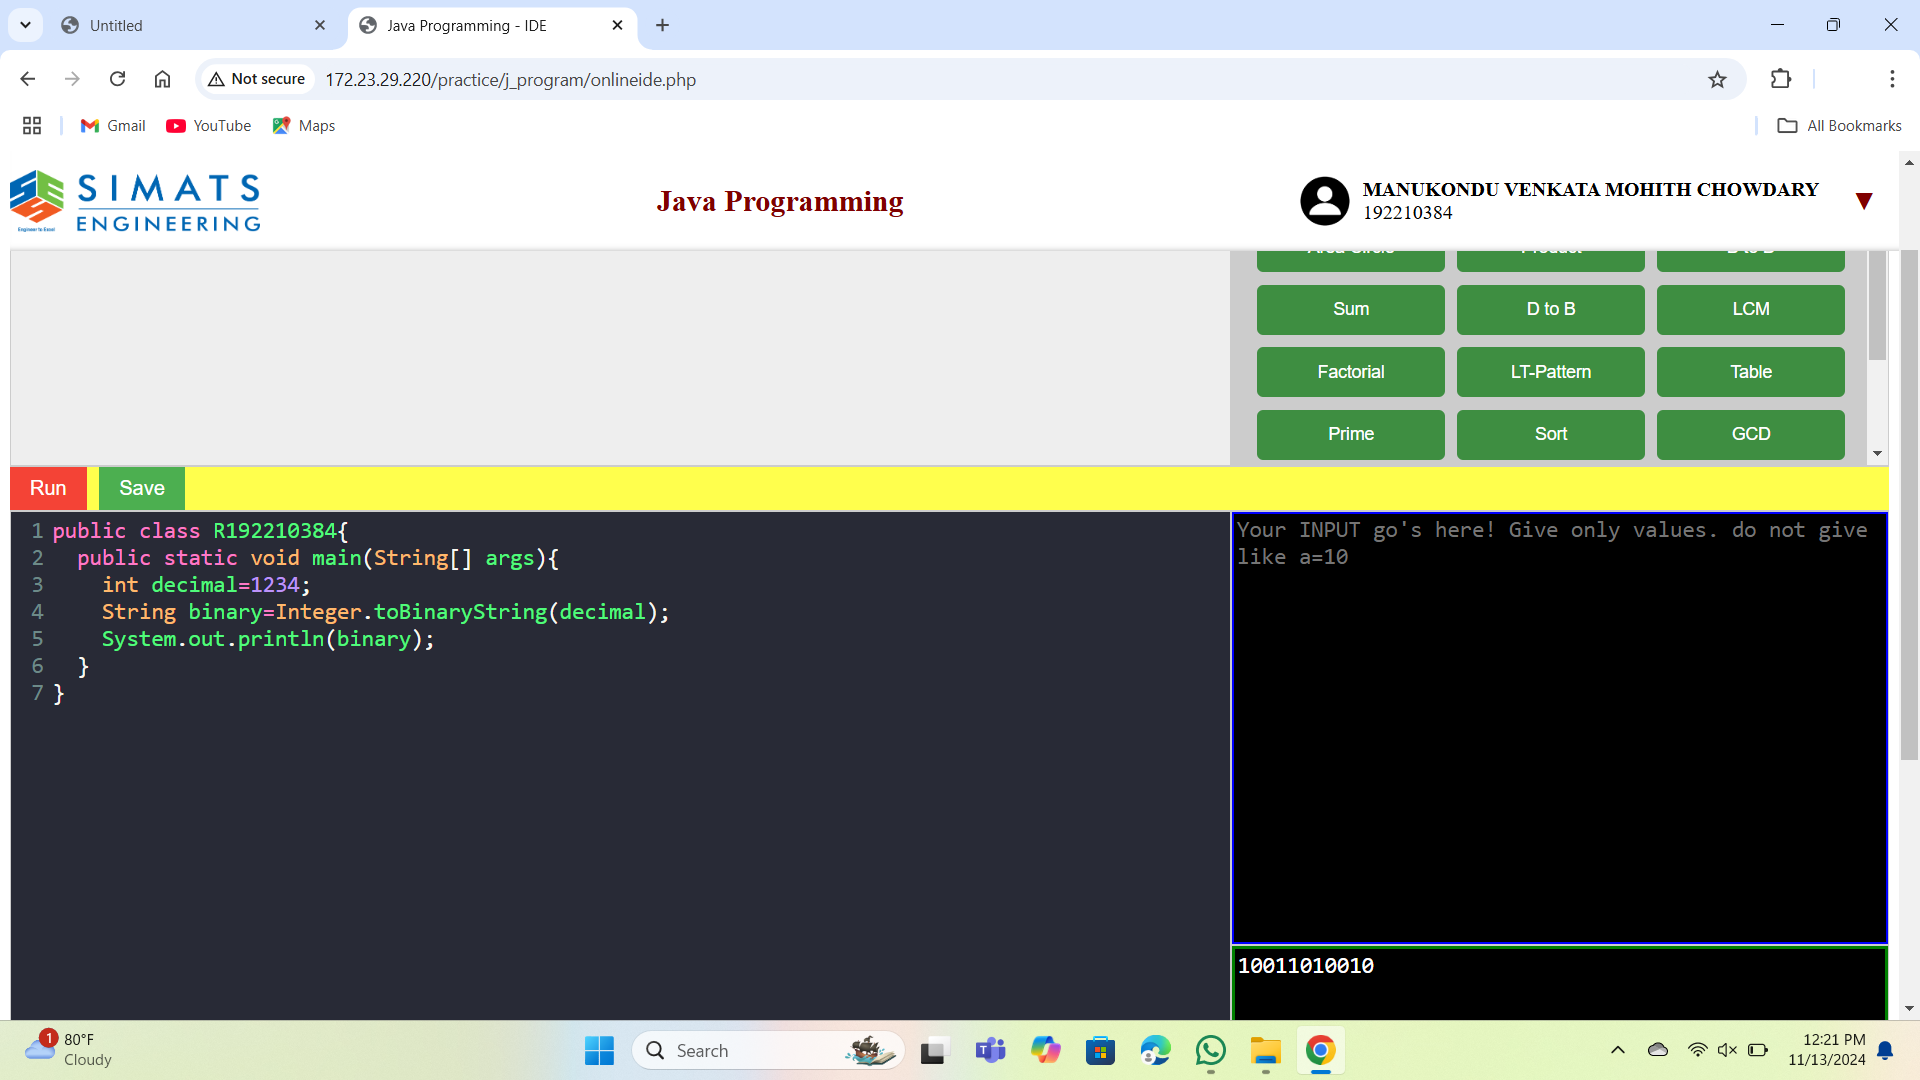 Untitled
Java Programming - IDE
Not secure
172.23.29.220/practice/j_program/onlineide.php
Gmail
YouTube
Maps
All Bookmarks
SIMATS
ENGINEERING
Engineer to Excel
Java Programming
MANUKONDU VENKATA MOHITH CHOWDARY
192210384
Sum
D to B
LCM
Factorial
LT-Pattern
Table
Prime
Sort
GCD
Run
Save
1 public class R192210384{
2 public static void main(String[] args){
3 int decimal=1234;
4 String binary=Integer.toBinaryString(decimal);
5 System.out.println(binary);
6 }
7 }
Your INPUT go's here! Give only values. do not give
like a=10
10011010010
1
80°F
Cloudy
Search
12:21 PM
11/13/2024